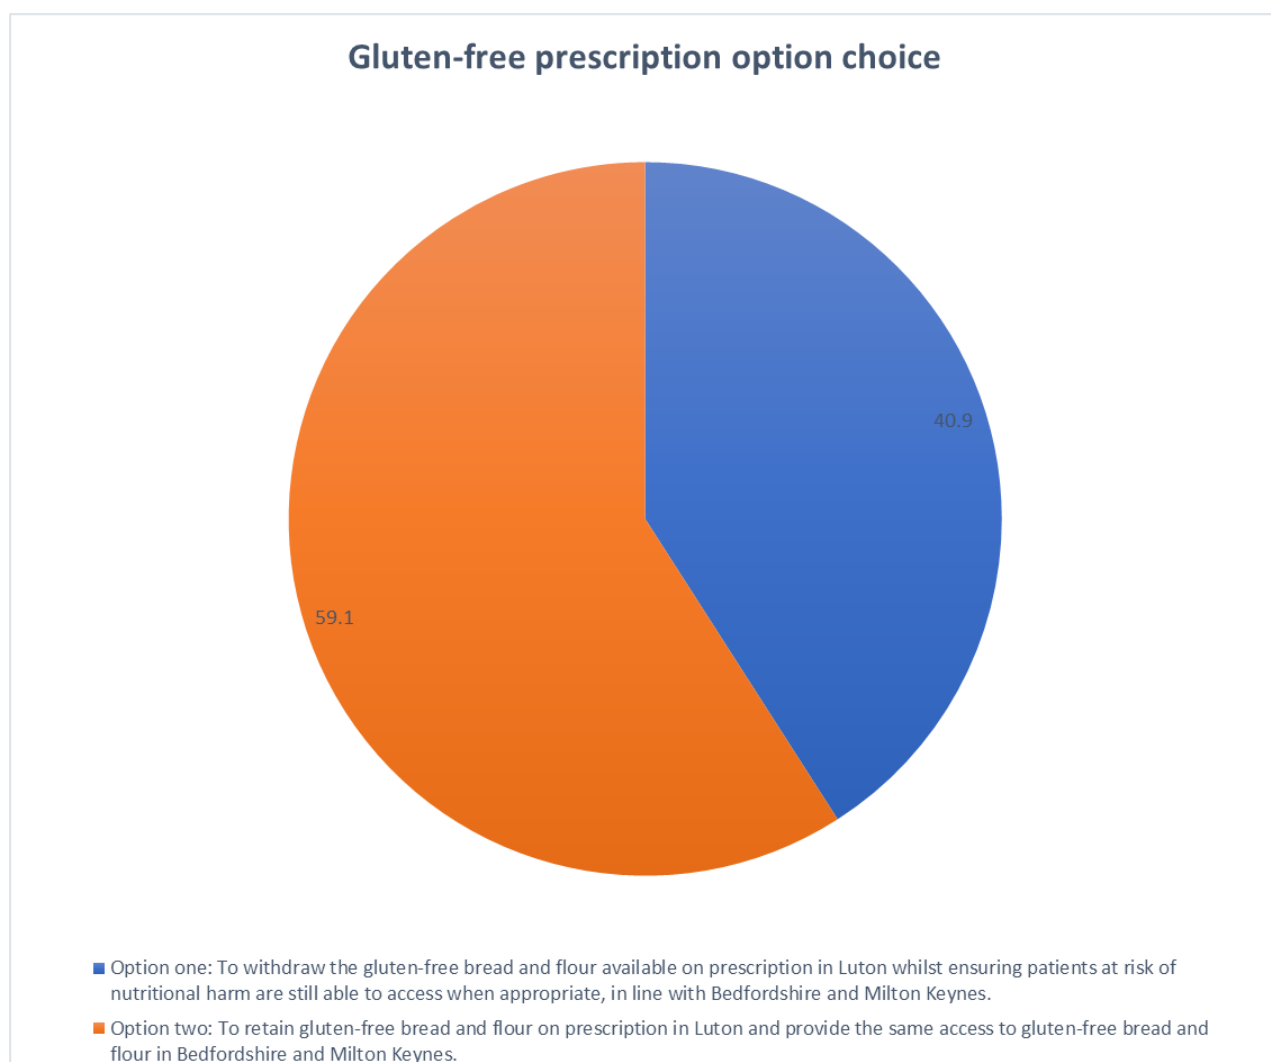 Gluten-free prescription option choice
40.9
59.1
Option one: To withdraw the gluten-free bread and flour available on prescription in Luton whilst ensuring patients at risk of
nutritional harm are still able to access when appropriate, in line with Bedfordshire and Milton Keynes.
Option two: To retain gluten-free bread and flour on prescription in Luton and provide the same access to gluten-free bread and
flour in Bedfordshire and Milton Keynes.